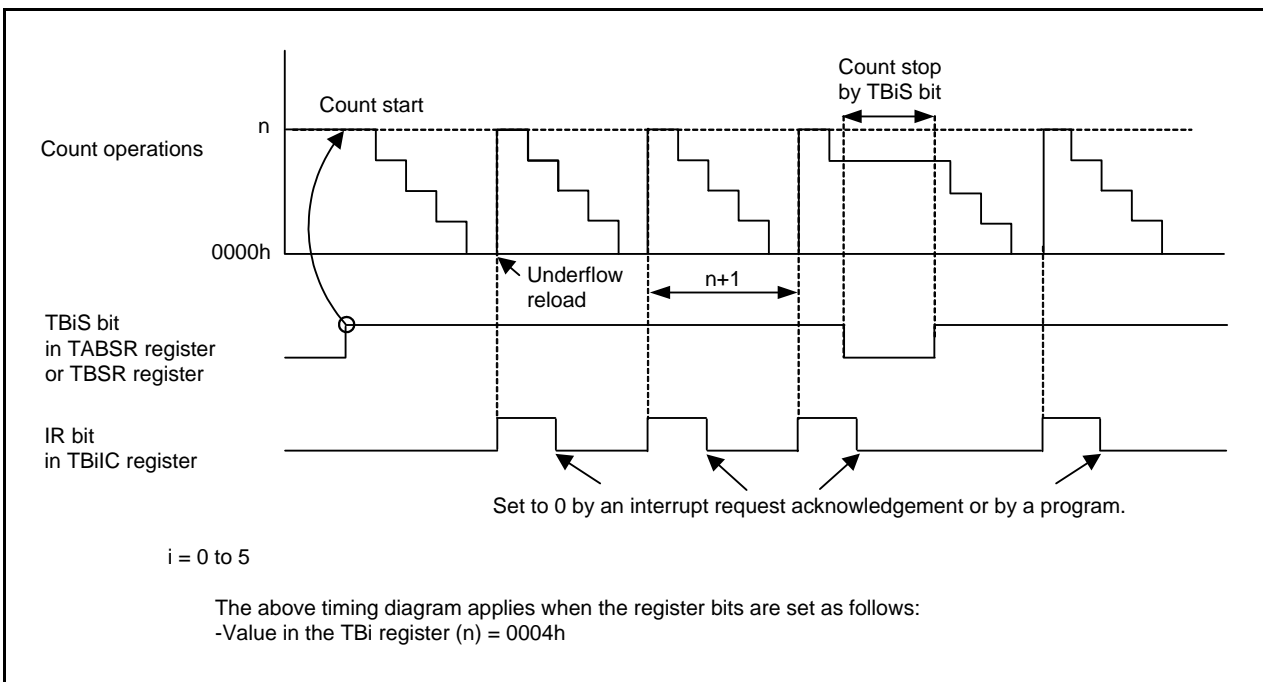 Count stop
by TBiS bit
Count start
n
Count operations
0000h
Underflow
reload
n+1
TBiS bit
in TABSR register
or TBSR register
IR bit
in TBiIC register
Set to 0 by an interrupt request acknowledgement or by a program.
i = 0 to 5
The above timing diagram applies when the register bits are set as follows:
-Value in the TBi register (n) = 0004h